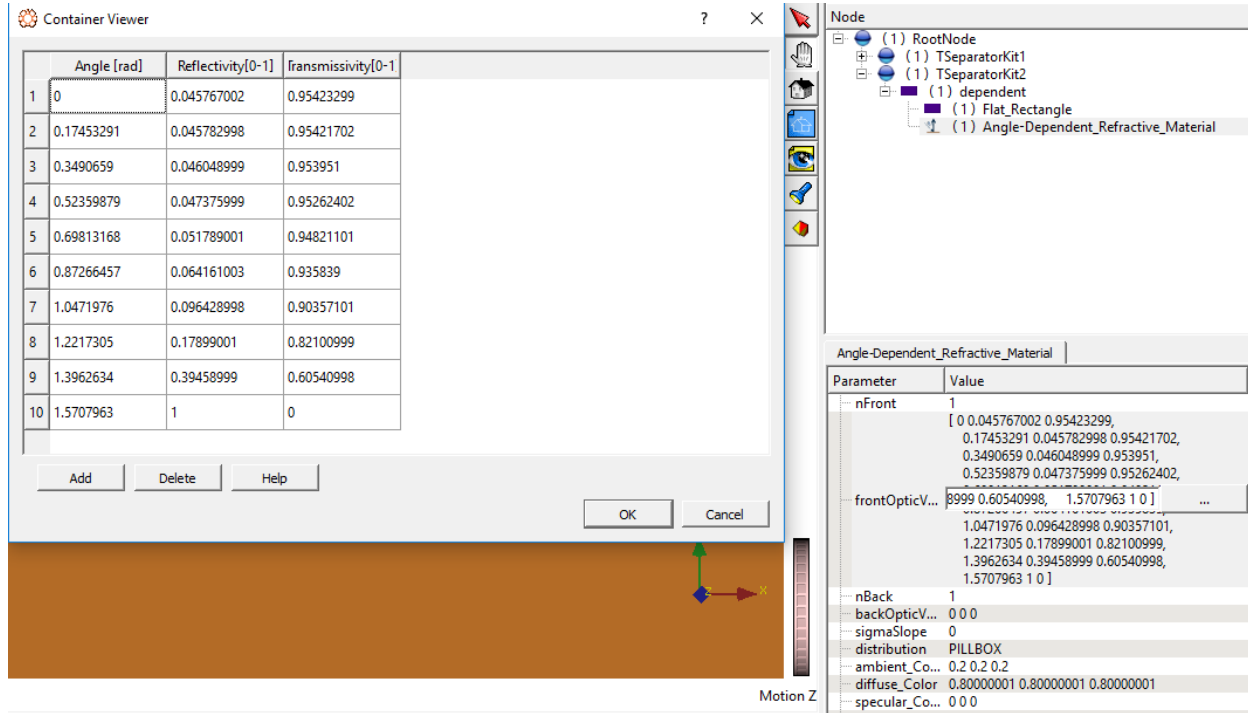 Container Viewer
? ×
Angle [rad] Reflectivity[0-1] Transmissivity[0-1
1 0 0.045767002 0.95423299
2 0.17453291 0.045782998 0.95421702
3 0.3490659 0.046048999 0.953951
4 0.52359879 0.047375999 0.95262402
5 0.69813168 0.051789001 0.94821101
6 0.87266457 0.064161003 0.935839
7 1.0471976 0.096428998 0.90357101
8 1.2217305 0.17899001 0.82100999
9 1.3962634 0.39458999 0.60540998
10 1.5707963 1 0
Add Delete Help
OK Cancel
z x
Motion Z
Node
(1) RootNode
(1) TSeparatorKit1
(1) TSeparatorKit2
(1) dependent
(1) Flat_Rectangle
(1) Angle-Dependent_Refractive_Material
Angle-Dependent_Refractive_Material
Parameter Value
nFront 1
[ 0 0.045767002 0.95423299,
0.17453291 0.045782998 0.95421702,
0.3490659 0.046048999 0.953951,
0.52359879 0.047375999 0.95262402,
frontOpticV... 8999 0.60540998, 1.5707963 1 0 ] ...
1.0471976 0.096428998 0.90357101,
1.2217305 0.17899001 0.82100999,
1.3962634 0.39458999 0.60540998,
1.5707963 1 0 ]
nBack 1
backOpticV... 0 0 0
sigmaSlope 0
distribution PILLBOX
ambient_Co... 0.2 0.2 0.2
diffuse_Color 0.80000001 0.80000001 0.80000001
specular_Co... 0 0 0